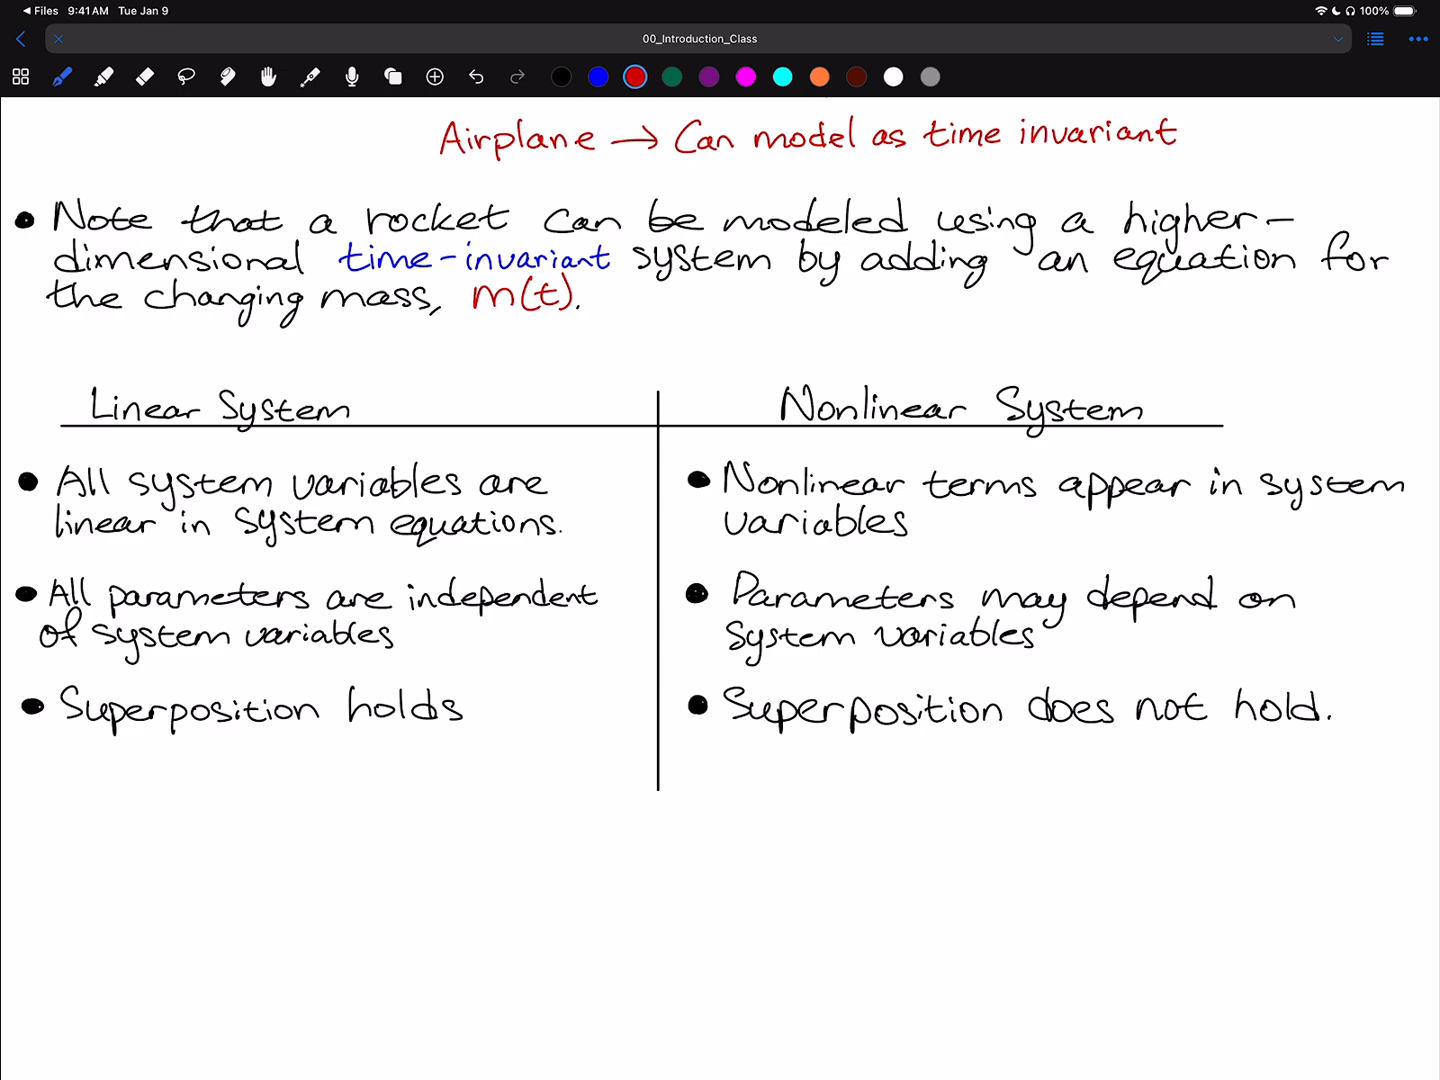 Files 9:41 AM Tue Jan 9 100%
00_Introduction_Class
Airplane → Can model as time invariant
• Note that a rocket can be modeled using a higher-
dimensional time-invariant system by adding an equation for
the changing mass, m(t).
Linear System
Nonlinear System
• All system variables are
linear in system equations.
• All parameters are independent
of system variables
• Superposition holds
• Nonlinear terms appear in system
variables
• Parameters may depend on
system variables
• Superposition does not hold.